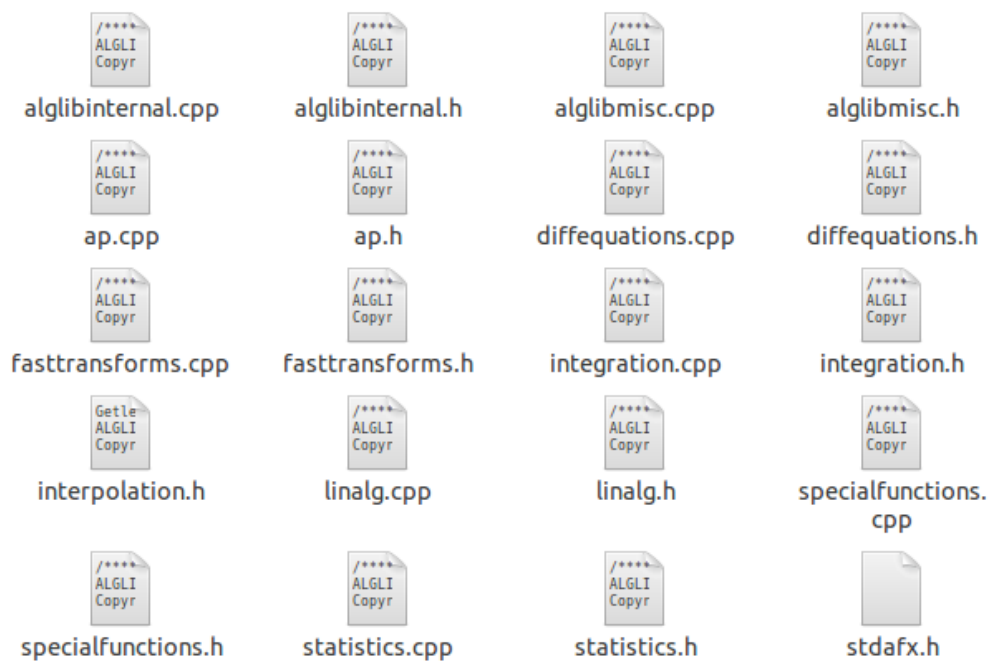 /**** /**** /**** /****
ALGLI ALGLI ALGLI ALGLI
Copyr Copyr Copyr Copyr
alglibinternal.cpp alglibinternal.h alglibmisc.cpp alglibmisc.h
/**** /**** /**** /****
ALGLI ALGLI ALGLI ALGLI
Copyr Copyr Copyr Copyr
ap.cpp ap.h diffequations.cpp diffequations.h
/**** /**** /**** /****
ALGLI ALGLI ALGLI ALGLI
Copyr Copyr Copyr Copyr
fasttransforms.cpp fasttransforms.h integration.cpp integration.h
Getle /**** /**** /****
ALGLI ALGLI ALGLI ALGLI
Copyr Copyr Copyr Copyr
interpolation.h linalg.cpp linalg.h specialfunctions.
cpp
/**** /**** /****
ALGLI ALGLI ALGLI
Copyr Copyr Copyr
specialfunctions.h statistics.cpp statistics.h stdafx.h